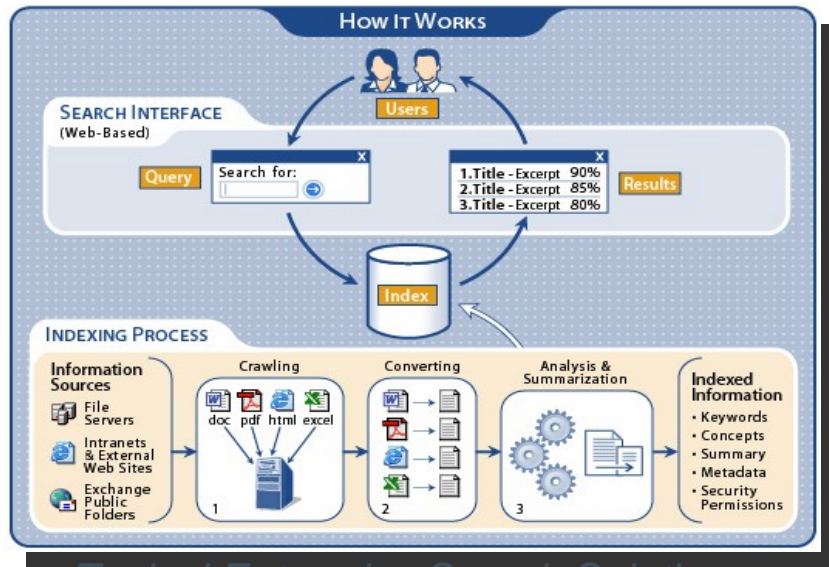 HOW IT WORKS
Users
SEARCH INTERFACE
(Web-Based)
Query
X
Search for:
X
1.Title - Excerpt 90%
2.Title - Excerpt 85%
3.Title - Excerpt 80%
Results
Index
INDEXING PROCESS
Information
Sources
File
Servers
Intranets
& External
Web Sites
Exchange
Public
Folders
Crawling
doc pdf html excel
1
Converting
2
Analysis &
Summarization
3
Indexed
Information
• Keywords
• Concepts
• Summary
• Metadata
• Security
Permissions